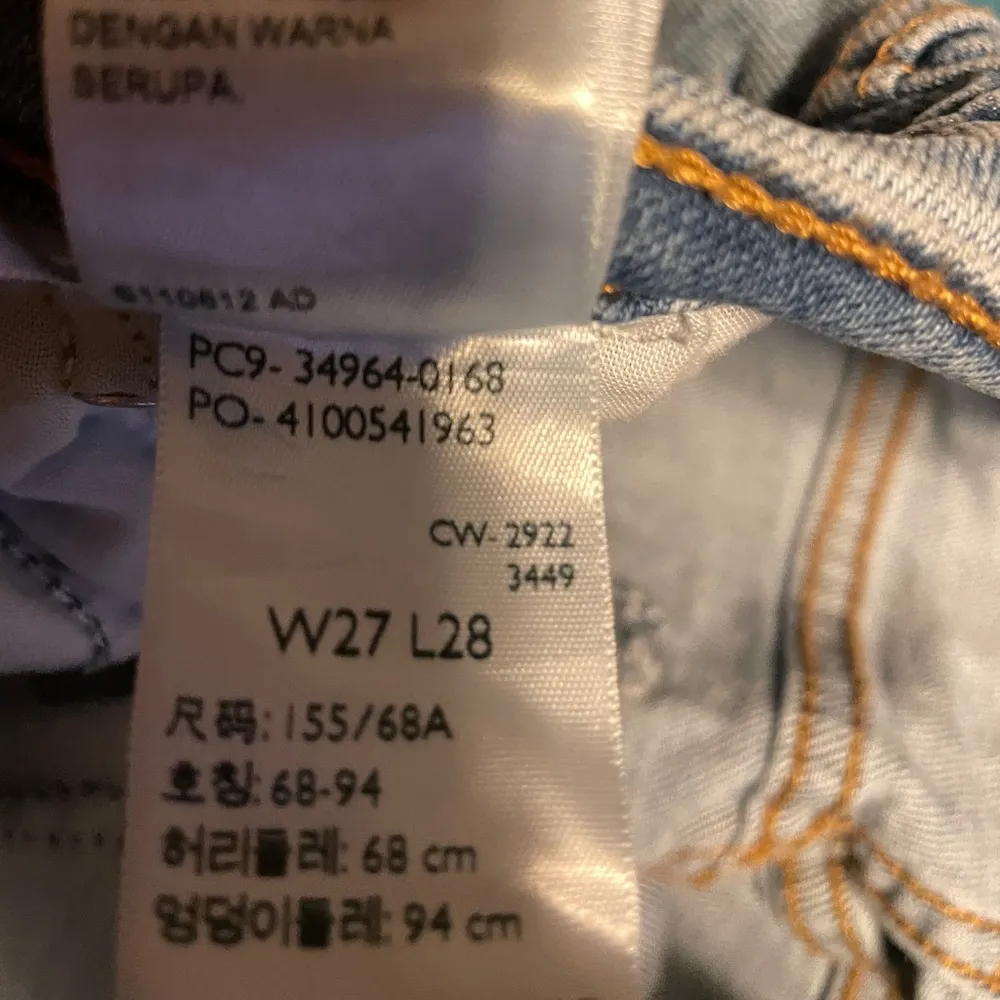 DENGAN WARNA
SERUPA.
6110612 AD
PC9- 34964-0168
PO- 4100541963
CW- 2922
3449
W27 L28
尺码: 155/68A
호칭: 68-94
허리둘레: 68 cm
엉덩이둘레: 94 cm